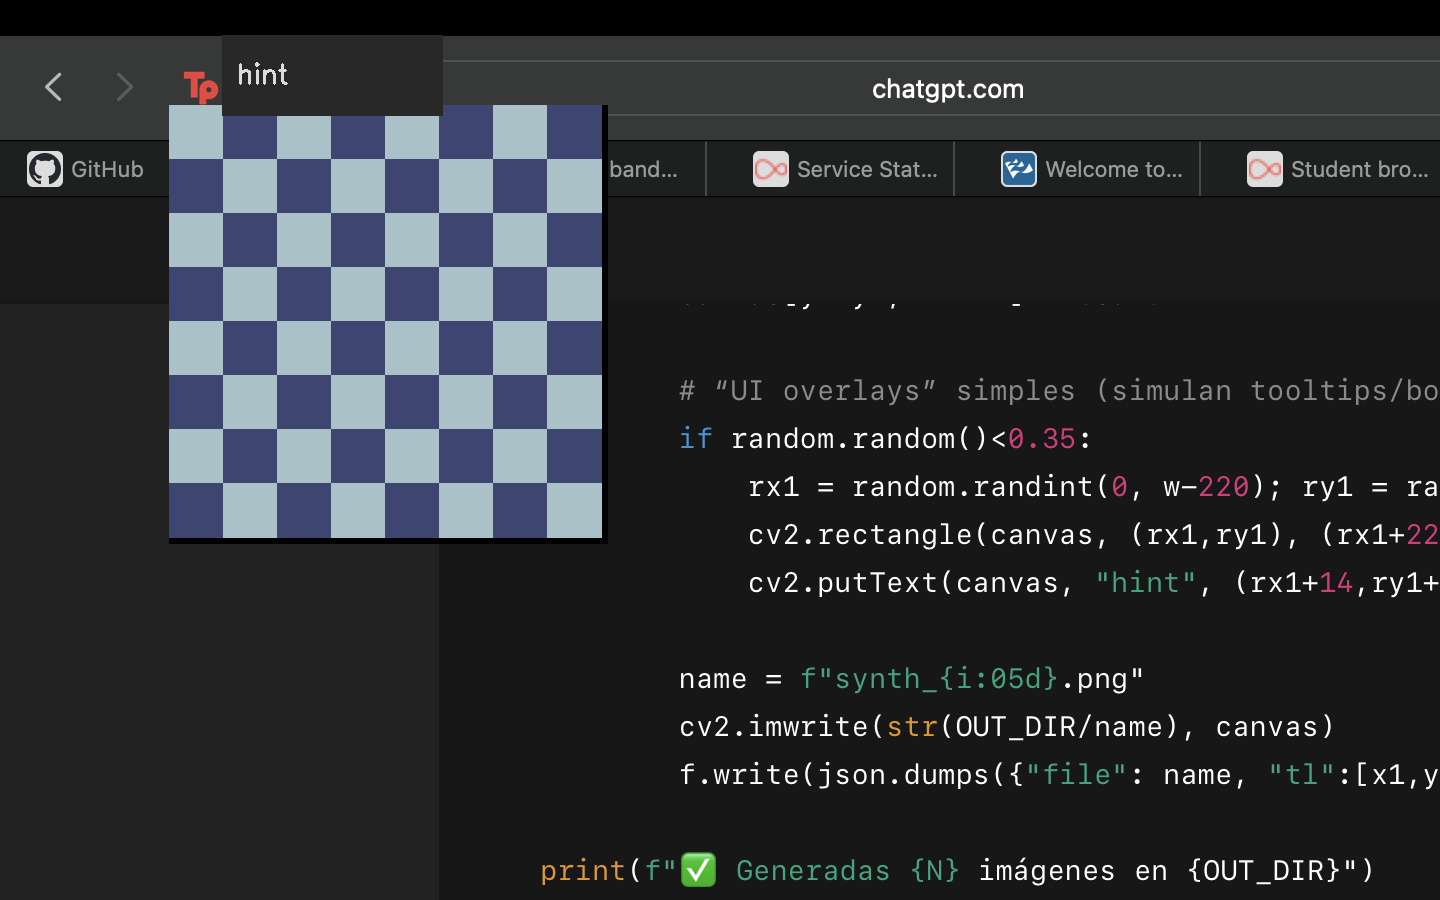 hint
Tp
chatgpt.com
GitHub
band...
Service Stat...
Welcome to...
Student bro...
# “UI overlays” simples (simulan tooltips/bo
if random.random()<0.35:
rx1 = random.randint(0, w-220); ry1 = ra
cv2.rectangle(canvas, (rx1,ry1), (rx1+22
cv2.putText(canvas, "hint", (rx1+14,ry1+
name = f"synth_{i:05d}.png"
cv2.imwrite(str(OUT_DIR/name), canvas)
f.write(json.dumps({"file": name, "tl":[x1,y
print(f"✅ Generadas {N} imágenes en {OUT_DIR}")